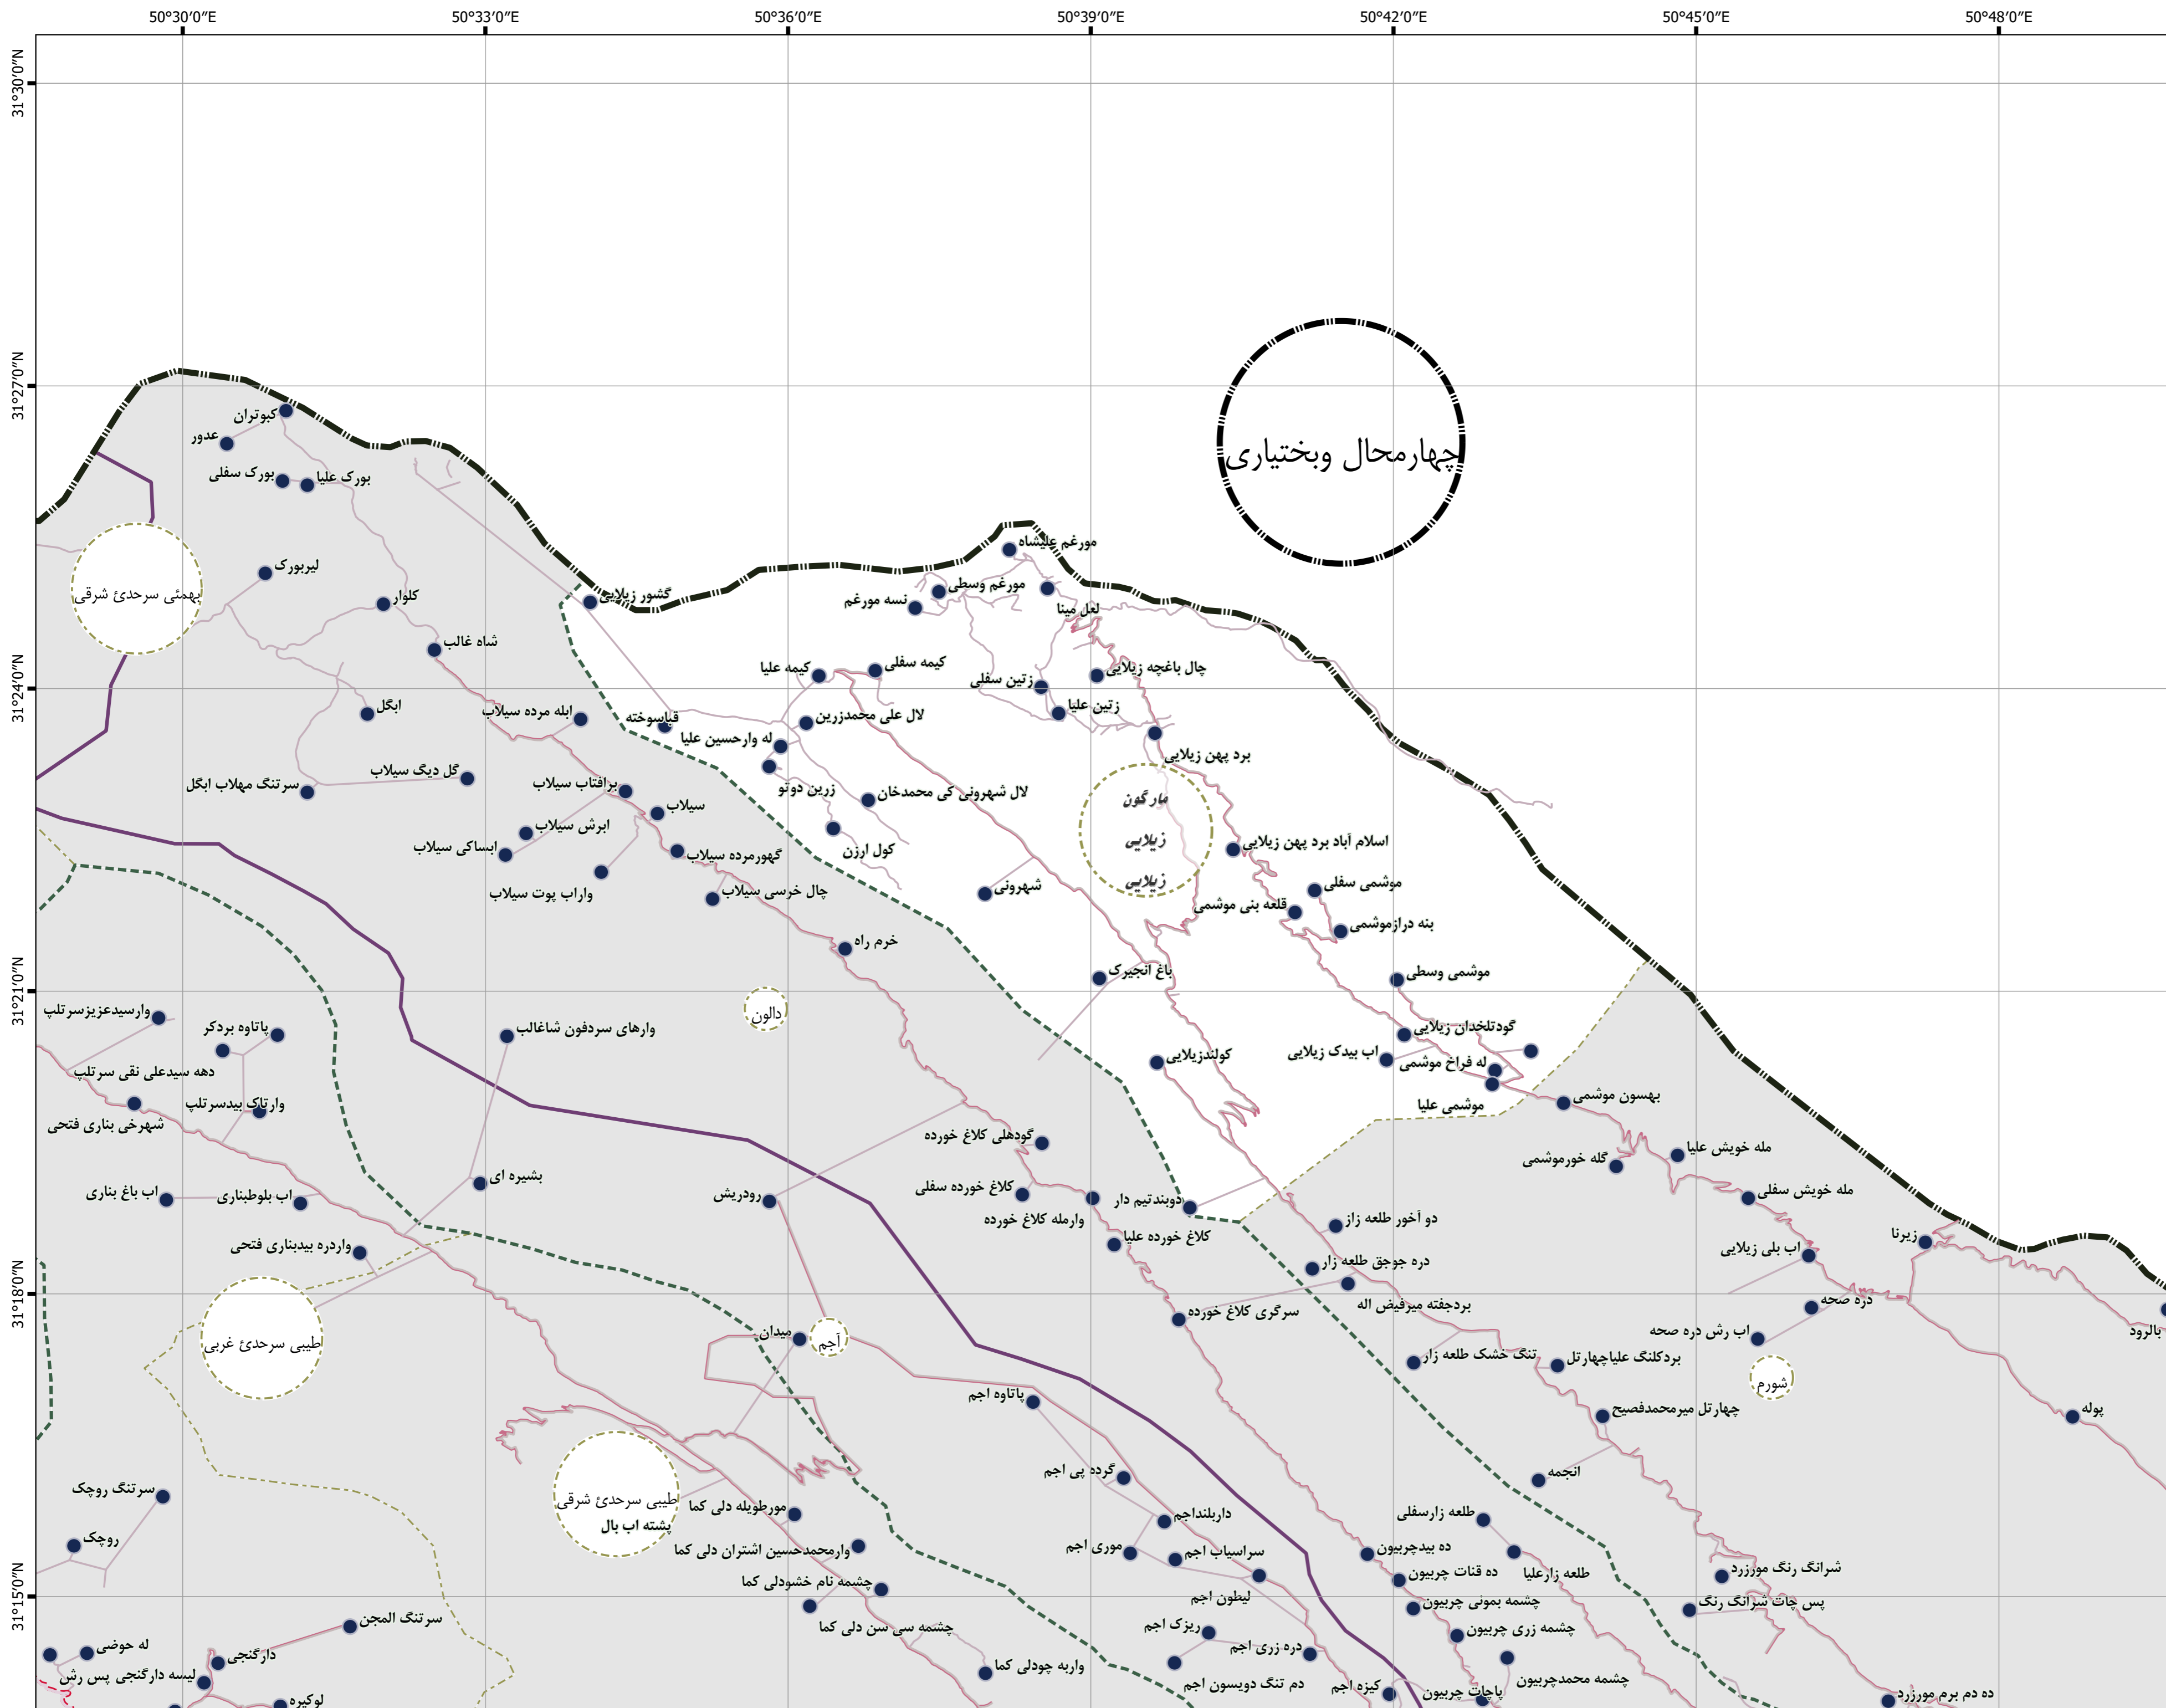 50°30'0"E
50°33'0"E
50°36'0"E
50°39'0"E
50°42'0"E
50°45'0"E
50°48'0"E
31°30'0"N
31°27'0"N
31°24'0"N
31°21'0"N
31°18'0"N
31°15'0"N
چهارمحال وبختیاری
کبوتران
عدور
بورک سفلی
بورک علیا
بهمئی سرحدئ شرقی
لیربورک
کلوار
شاه غالب
ابگل
ابله مرده سیلاب
گل دیگ سیلاب
سرتنگ مهلاب ابگل
برافتاب سیلاب
سیلاب
ابرش سیلاب
ابساکی سیلاب
گهورمرده سیلاب
واراب پوت سیلاب
چال خرسی سیلاب
خرم راه
دالون
گشور زیلایی
مورغم علیشاه
مورغم وسطی
نسه مورغم
لعل مینا
کیمه سفلی
کیمه علیا
چال باغچه زیلایی
زتین سفلی
زتین علیا
لال علی محمدزرین
قباسوخته
له وارحسین علیا
برد پهن زیلایی
زرین دوتو
لال شهرونی کی محمدخان
کول ارزن
مارگون
زیلایی
زیلایی
اسلام آباد برد پهن زیلایی
شهرونی
موشمی سفلی
قلعه بنی موشمی
بنه درازموشمی
باغ انجیرک
موشمی وسطی
گودتلخدان زیلایی
اب بیدک زیلایی
له فراخ موشمی
موشمی علیا
بهسون موشمی
کولندزیلایی
مله خویش علیا
گله خورموشمی
مله خویش سفلی
زیرنا
اب بلی زیلایی
دره صحه
اب رش دره صحه
بالرود
شورم
پوله
وارسیدعزیزسرتلپ
پاتاوه بردکر
دهه سیدعلی نقی سرتلپ
وارتاک بیدسرتلپ
شهرخی بناری فتحی
وارهای سردفون شاغالب
بشیره ای
اب باغ بناری
اب بلوطبناری
واردره بیدبناری فتحی
طیبی سرحدئ غربی
گودهلی کلاغ خورده
کلاغ خورده سفلی
رودریش
وارمله کلاغ خورده
دوبندتیم دار
کلاغ خورده علیا
دو آخور طلعه زار
دره جوجق طلعه زار
بردجفته میرفیض اله
سرگری کلاغ خورده
تنگ خشک طلعه زار
بردکلنگ علیاچهارتل
چهارتل میرمحمدفصیح
انجمه
میدان
آجم
پاتاوه اجم
گرده پی اجم
طیبی سرحدئ شرقی
پشته اب بال
مورطویله دلی کما
وارمحمدحسین اشتران دلی کما
چشمه نام خشودلی کما
چشمه سی سن دلی کما
واربه چودلی کما
داربلنداجم
موری اجم
سراسیاب اجم
لیطون اجم
ریزک اجم
دره زری اجم
دم تنگ دویسون اجم
کیزه اجم
طلعه زارسفلی
طلعه زارعلیا
ده بیدچربیون
ده قنات چربیون
چشمه بمونی چربیون
چشمه زری چربیون
چشمه محمدچربیون
پاچات چربیون
شرانگ رنگ مورزرد
پس چات شرانگ رنگ
ده دم برم مورزرد
سرتنگ روچک
روچک
سرتنگ المجن
له حوضی
دارگنجی
لیسه دارگنجی پس رش
لوکیره